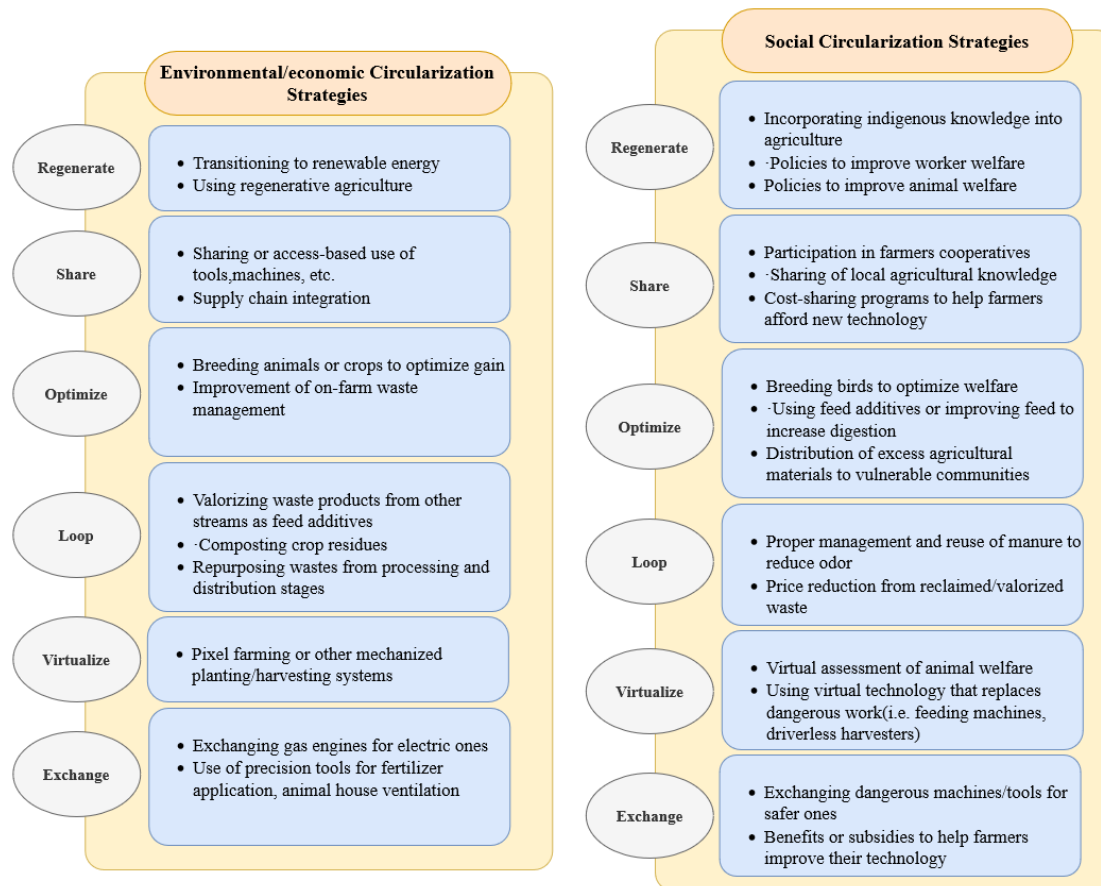 Environmental/economic Circularization
Strategies
Regenerate
• Transitioning to renewable energy
• Using regenerative agriculture
Share
• Sharing or access-based use of
tools,machines, etc.
• Supply chain integration
Optimize
• Breeding animals or crops to optimize gain
• Improvement of on-farm waste
management
Loop
• Valorizing waste products from other
streams as feed additives
• ·Composting crop residues
• Repurposing wastes from processing and
distribution stages
Virtualize
• Pixel farming or other mechanized
planting/harvesting systems
Exchange
• Exchanging gas engines for electric ones
• Use of precision tools for fertilizer
application, animal house ventilation
Social Circularization Strategies
Regenerate
• Incorporating indigenous knowledge into
agriculture
• ·Policies to improve worker welfare
• Policies to improve animal welfare
Share
• Participation in farmers cooperatives
• ·Sharing of local agricultural knowledge
• Cost-sharing programs to help farmers
afford new technology
Optimize
• Breeding birds to optimize welfare
• ·Using feed additives or improving feed to
increase digestion
• Distribution of excess agricultural
materials to vulnerable communities
Loop
• Proper management and reuse of manure to
reduce odor
• Price reduction from reclaimed/valorized
waste
Virtualize
• Virtual assessment of animal welfare
• Using virtual technology that replaces
dangerous work(i.e. feeding machines,
driverless harvesters)
Exchange
• Exchanging dangerous machines/tools for
safer ones
• Benefits or subsidies to help farmers
improve their technology